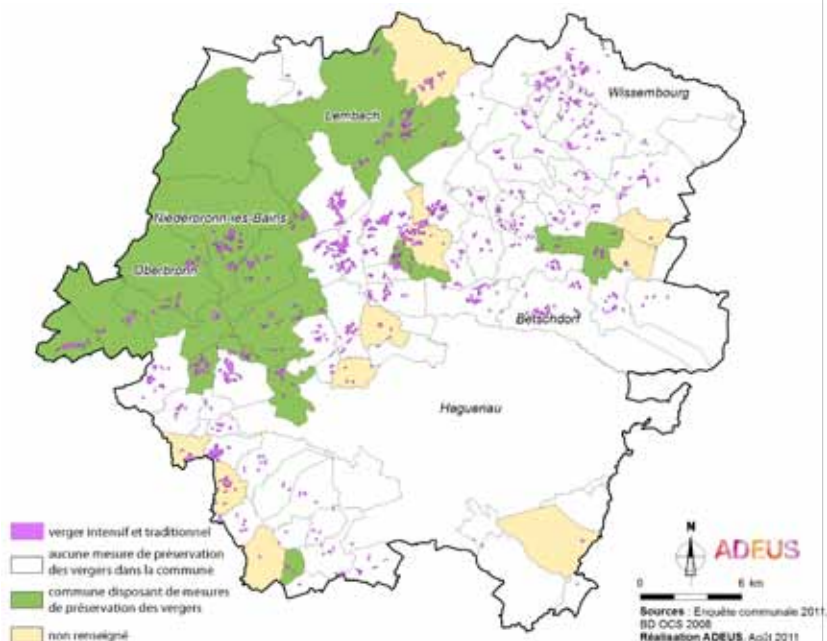 Wissembourg
Lembach
Niederbronn-les-Bains
Oberbronn
Betschdorf
Haguenau
verger intensif et traditionnel
aucune mesure de préservation
des vergers dans la commune
commune disposant de mesures
de préservation des vergers
non renseigné
N
ADEUS
0 6 km
Sources : Enquête communale 2011,
BD OCS 2008
Réalisation ADEUS, Août 2011